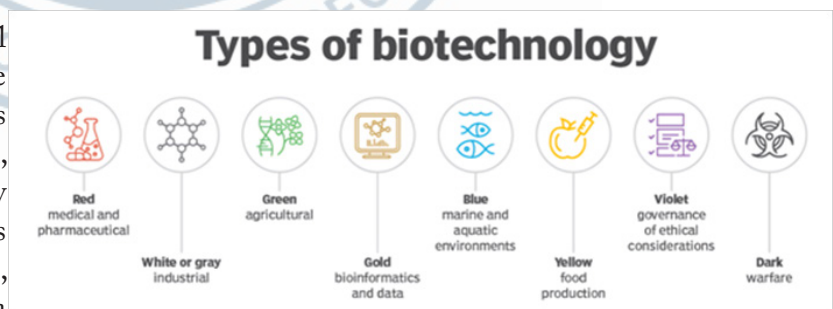 Types of biotechnology
Red
medical and
pharmaceutical
White or gray
industrial
Green
agricultural
Gold
bioinformatics
and data
Blue
marine and
aquatic
environments
Yellow
food
production
Violet
governance
of ethical
considerations
Dark
warfare